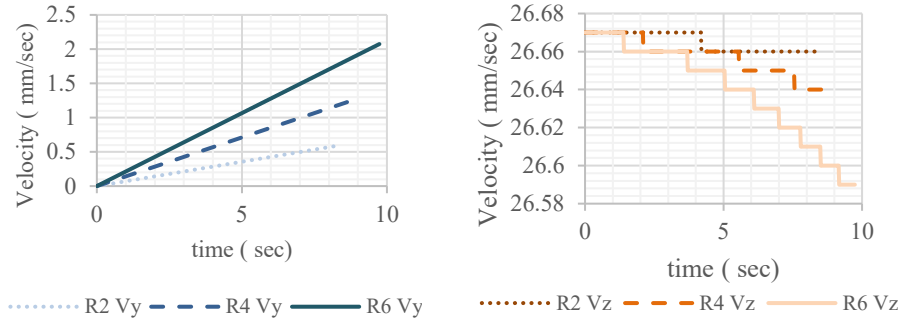 Velocity ( mm/sec)
2.5
2
1.5
1
0.5
0
0 5 10
time ( sec)
R2 Vy R4 Vy R6 Vy
Velocity ( mm/sec)
26.68
26.66
26.64
26.62
26.6
26.58
0 5 10
time ( sec)
R2 Vz R4 Vz R6 Vz